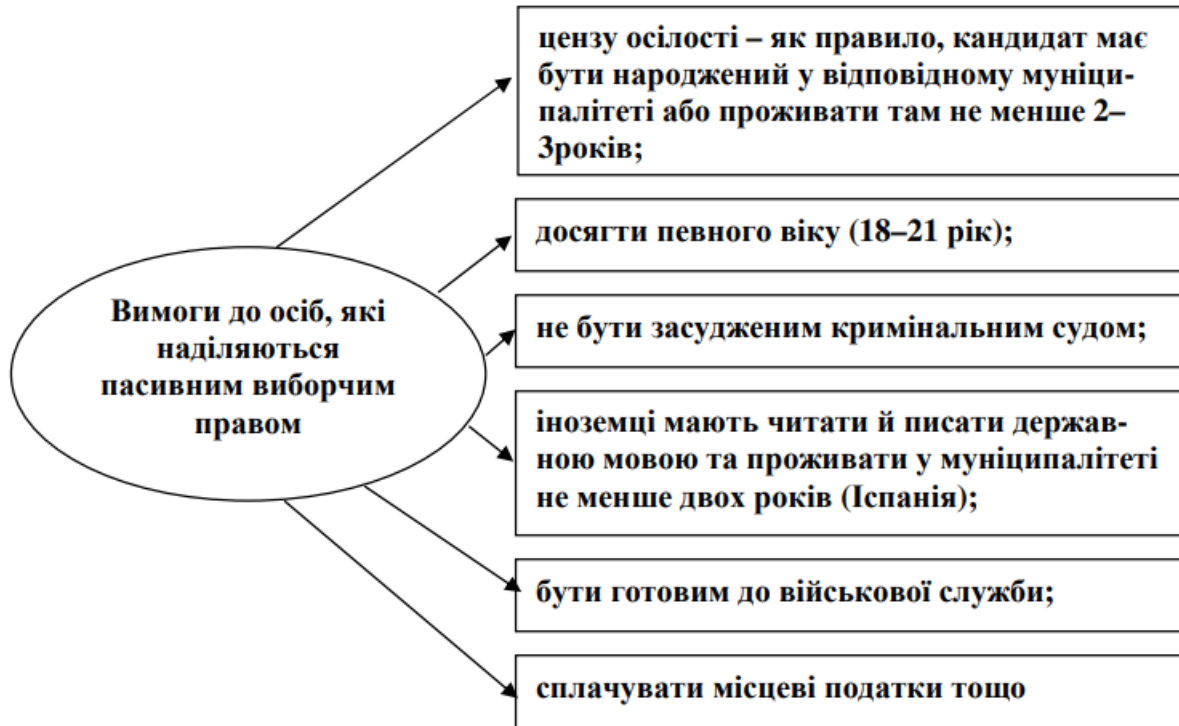 цензу осілості – як правило, кандидат має
бути народжений у відповідному муніци-
палітеті або проживати там не менше 2–
3років;
досягти певного віку (18–21 рік);
Вимоги до осіб, які
наділяються
пасивним виборчим
правом
не бути засудженим кримінальним судом;
іноземці мають читати й писати держав-
ною мовою та проживати у муніципалітеті
не менше двох років (Іспанія);
бути готовим до військової служби;
сплачувати місцеві податки тощо